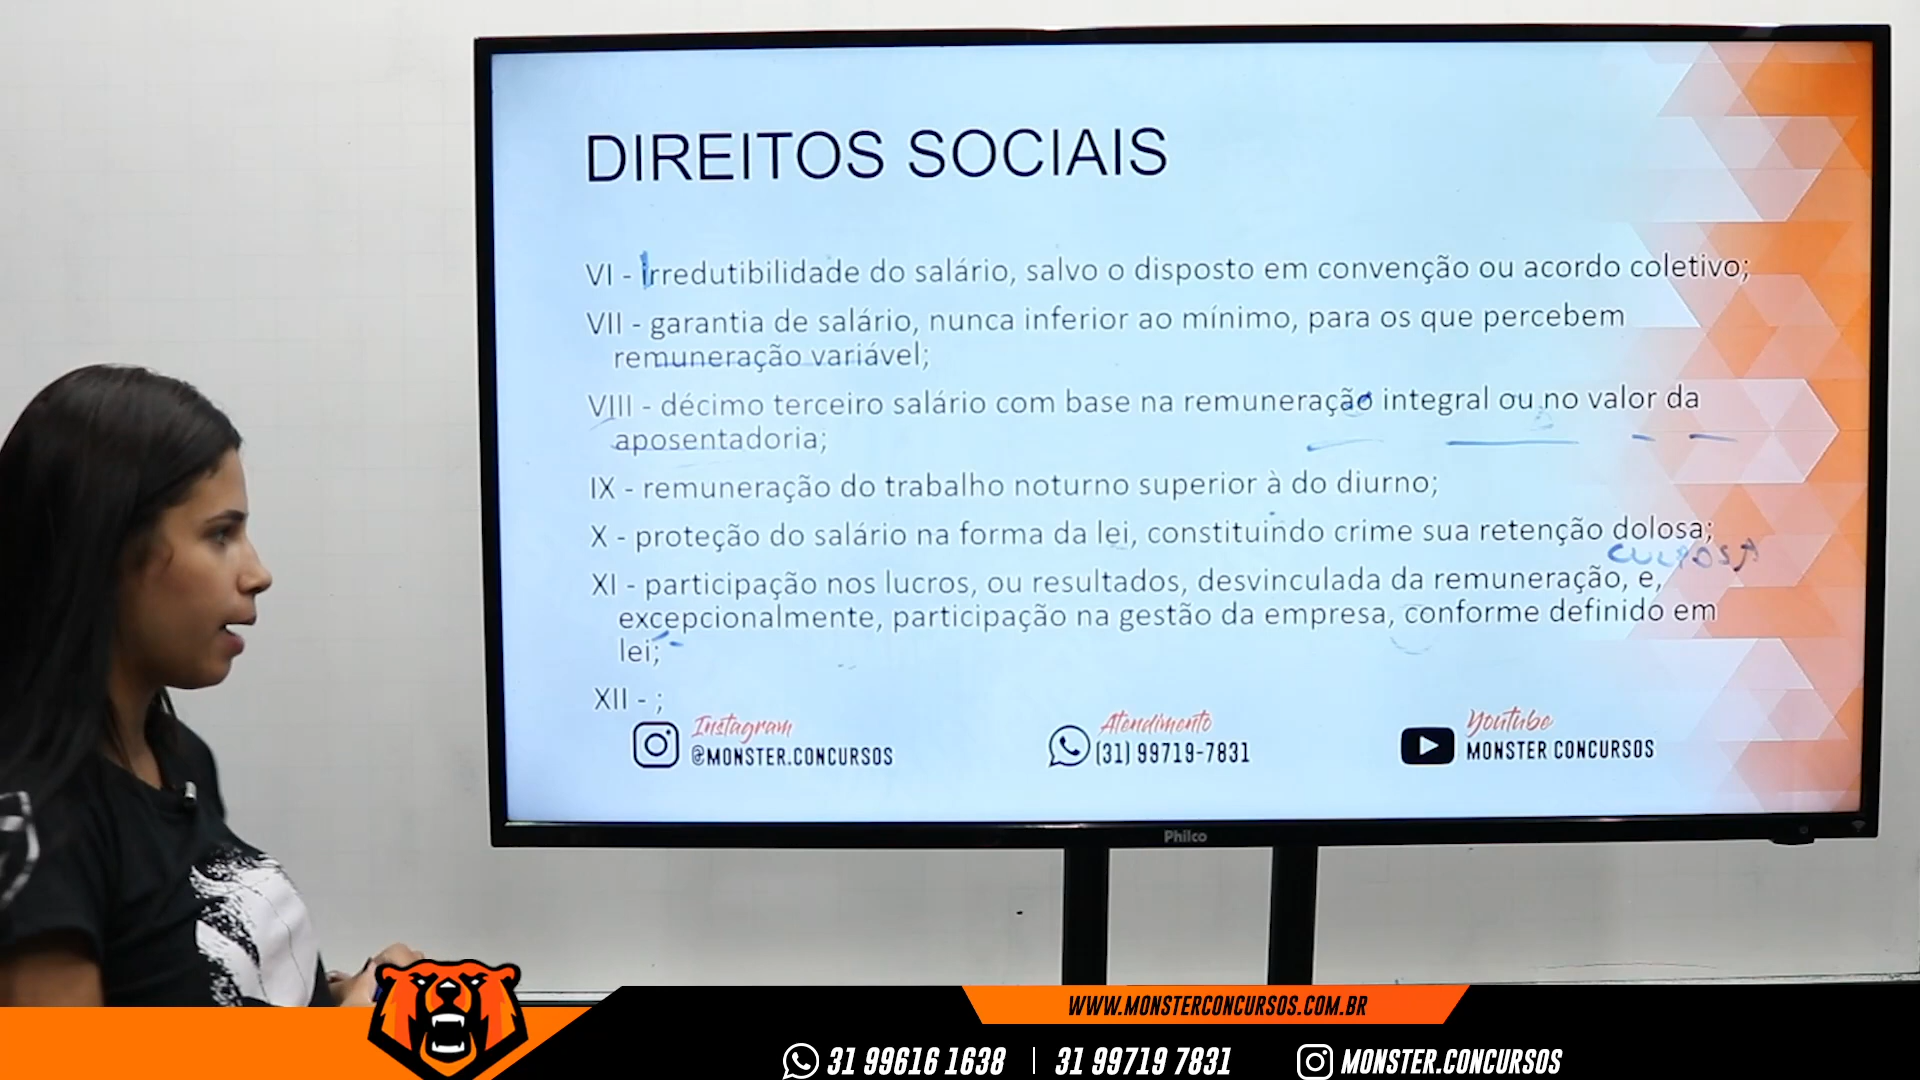 DIREITOS SOCIAIS
VI - irredutibilidade do salário, salvo o disposto em convenção ou acordo coletivo;
VII - garantia de salário, nunca inferior ao mínimo, para os que percebem
remuneração variável;
VIII - décimo terceiro salário com base na remuneração integral ou no valor da
aposentadoria;
IX - remuneração do trabalho noturno superior à do diurno;
X - proteção do salário na forma da lei, constituindo crime sua retenção dolosa;
CULPOSA
XI - participação nos lucros, ou resultados, desvinculada da remuneração, e,
excepcionalmente, participação na gestão da empresa, conforme definido em
lei;
XII - ;
Instagram
@MONSTER.CONCURSOS
Atendimento
(31) 99719-7831
Youtube
MONSTER CONCURSOS
Philco
WWW.MONSTERCONCURSOS.COM.BR
31 99616 1638 | 31 99719 7831 MONSTER.CONCURSOS